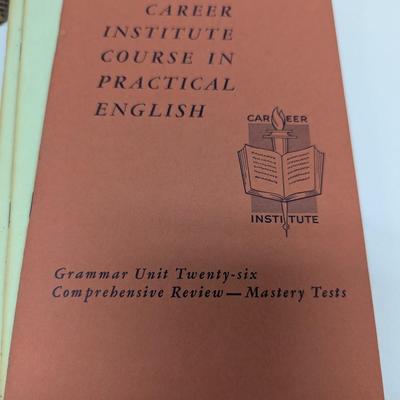 CAREER
INSTITUTE
COURSE IN
PRACTICAL
ENGLISH
CAREER
INSTITUTE
Grammar Unit Twenty-six
Comprehensive Review—Mastery Tests